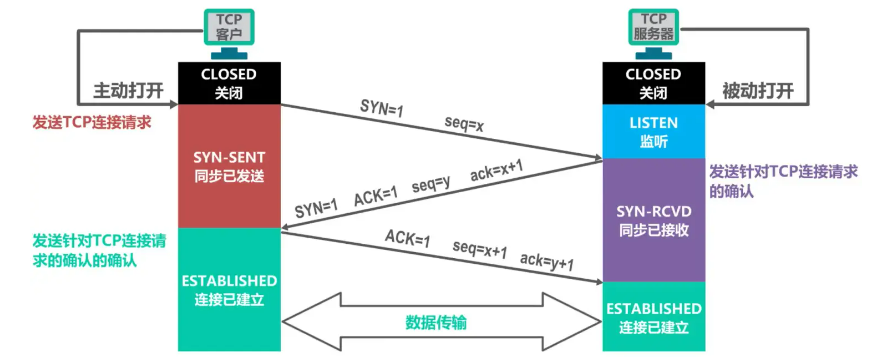 TCP
客户
TCP
服务器
主动打开
CLOSED
关闭
CLOSED
关闭
被动打开
发送TCP连接请求
SYN=1 seq=x
LISTEN
监听
SYN-SENT
同步已发送
SYN=1 ACK=1 seq=y ack=x+1
发送针对TCP连接请求
的确认
SYN-RCVD
同步已接收
发送针对TCP连接请
求的确认的确认
ACK=1 seq=x+1 ack=y+1
ESTABLISHED
连接已建立
数据传输
ESTABLISHED
连接已建立